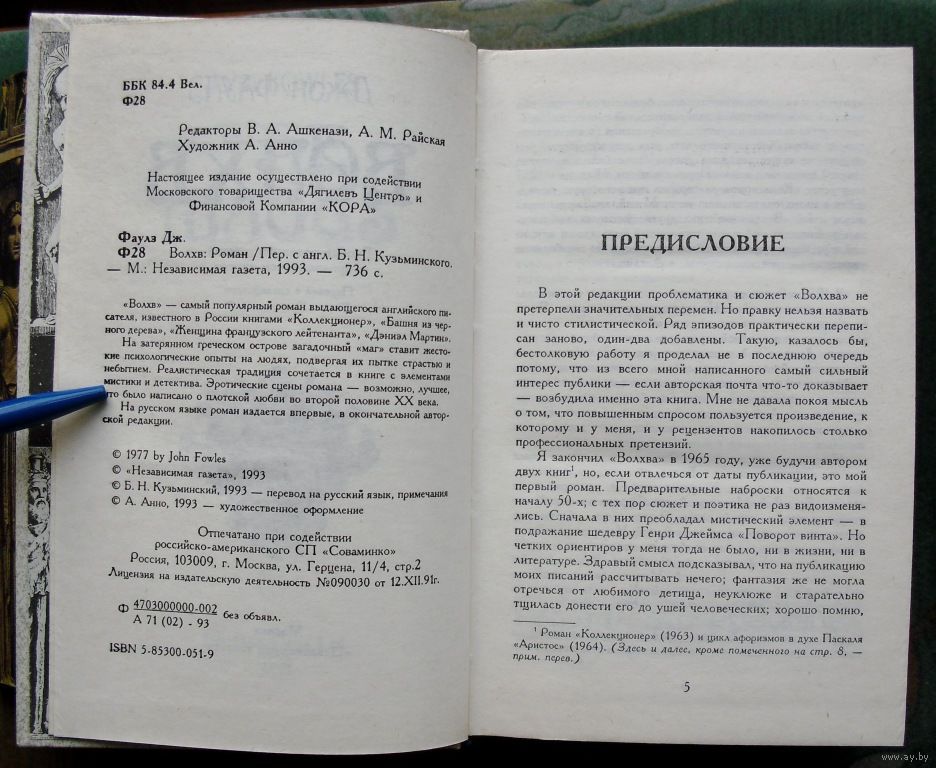 ББК 84.4 Вел.
Ф28
Редакторы В. А. Ашкенази, А. М. Райская
Художник А. Анно
Настоящее издание осуществлено при содействии
Московского товарищества «Дягилевъ Центръ» и
Финансовой Компании «КОРА»
Фаулз Дж.
Ф28 Волхв: Роман /Пер. с англ. Б. Н. Кузьминского.
— М.: Независимая газета, 1993. — 736 с.
«Волхв» — самый популярный роман выдающегося английского пи-
сателя, известного в России книгами «Коллекционер», «Башня из чер-
ного дерева», «Женщина французского лейтенанта», «Дэниэл Мартин».
На затерянном греческом острове загадочный «маг» ставит жесто-
кие психологические опыты на людях, подвергая их пытке страстью и
небытием. Реалистическая традиция сочетается в книге с элементами
мистики и детектива. Эротические сцены романа — возможно, лучшее,
что было написано о плотской любви во второй половине XX века.
На русском языке роман издается впервые, в окончательной автор-
ской редакции.
© 1977 by John Fowles
© «Независимая газета», 1993
© Б. Н. Кузьминский, 1993 — перевод на русский язык, примечания
© А. Анно, 1993 — художественное оформление
Отпечатано при содействии
российско-американского СП «Соваминко»
Россия, 103009, г. Москва, ул. Герцена, 11/4, стр.2
Лицензия на издательскую деятельность №090030 от 12.XII.91г.
Ф 4703000000-002 без объявл.
А 71 (02) - 93
ISBN 5-85300-051-9
ПРЕДИСЛОВИЕ
В этой редакции проблематика и сюжет «Волхва» не
претерпели значительных перемен. Но правку нельзя назвать
и чисто стилистической. Ряд эпизодов практически перепи-
сан заново, один-два добавлены. Такую, казалось бы,
бестолковую работу я проделал не в последнюю очередь
потому, что из всего мной написанного самый сильный
интерес публики — если авторская почта что-то доказывает
— возбудила именно эта книга. Мне не давала покоя мысль
о том, что повышенным спросом пользуется произведение, к
которому и у меня, и у рецензентов накопилось столько
профессиональных претензий.
Я закончил «Волхва» в 1965 году, уже будучи автором
двух книг¹, но, если отвлечься от даты публикации, это мой
первый роман. Предварительные наброски относятся к
началу 50-х; с тех пор сюжет и поэтика не раз видоизменя-
лись. Сначала в них преобладал мистический элемент — в
подражание шедевру Генри Джеймса «Поворот винта». Но
четких ориентиров у меня тогда не было, ни в жизни, ни в
литературе. Здравый смысл подсказывал, что на публикацию
моих писаний рассчитывать нечего; фантазия же не могла
отречься от любимого детища, неуклюже и старательно
тщилась донести его до ушей человеческих; хорошо помню,
¹ Роман «Коллекционер» (1963) и цикл афоризмов в духе Паскаля
«Аристос» (1964). (Здесь и далее, кроме помеченного на стр. 8, —
прим. перев.)
5
www.ay.by